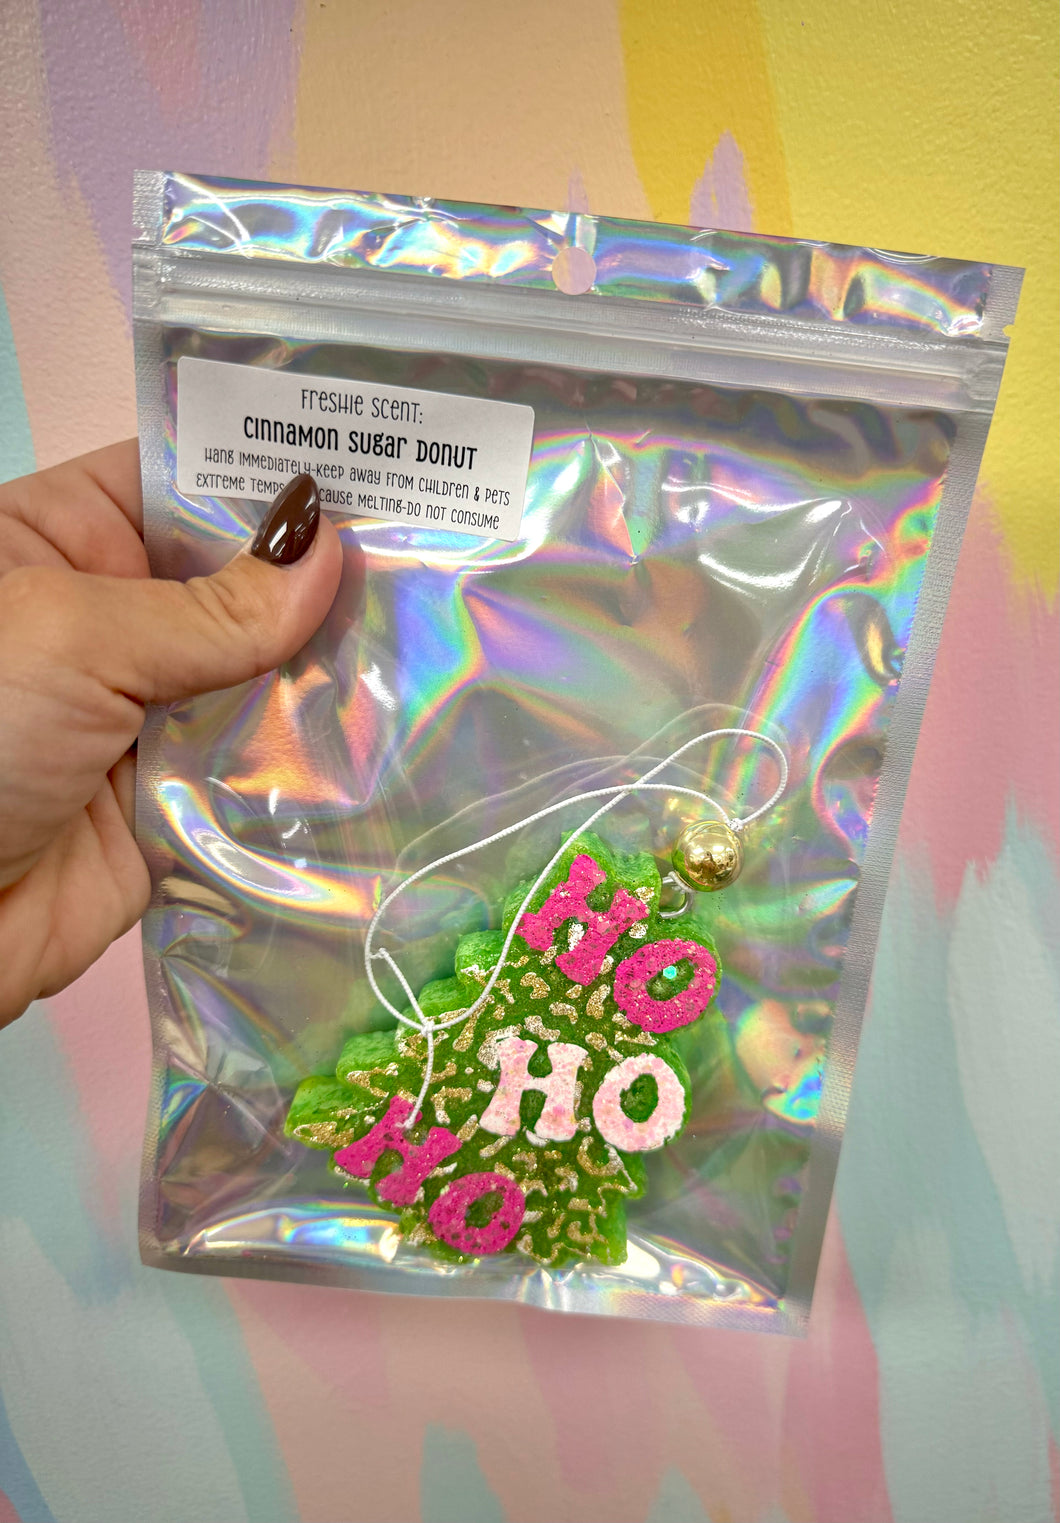 FRESHIE SCENT:
CINNAMON SUGAR DONUT
HANG IMMEDIATELY-KEEP AWAY FROM CHILDREN & PETS
EXTREME TEMPS CAUSE MELTING-DO NOT CONSUME
HO
HO
HO